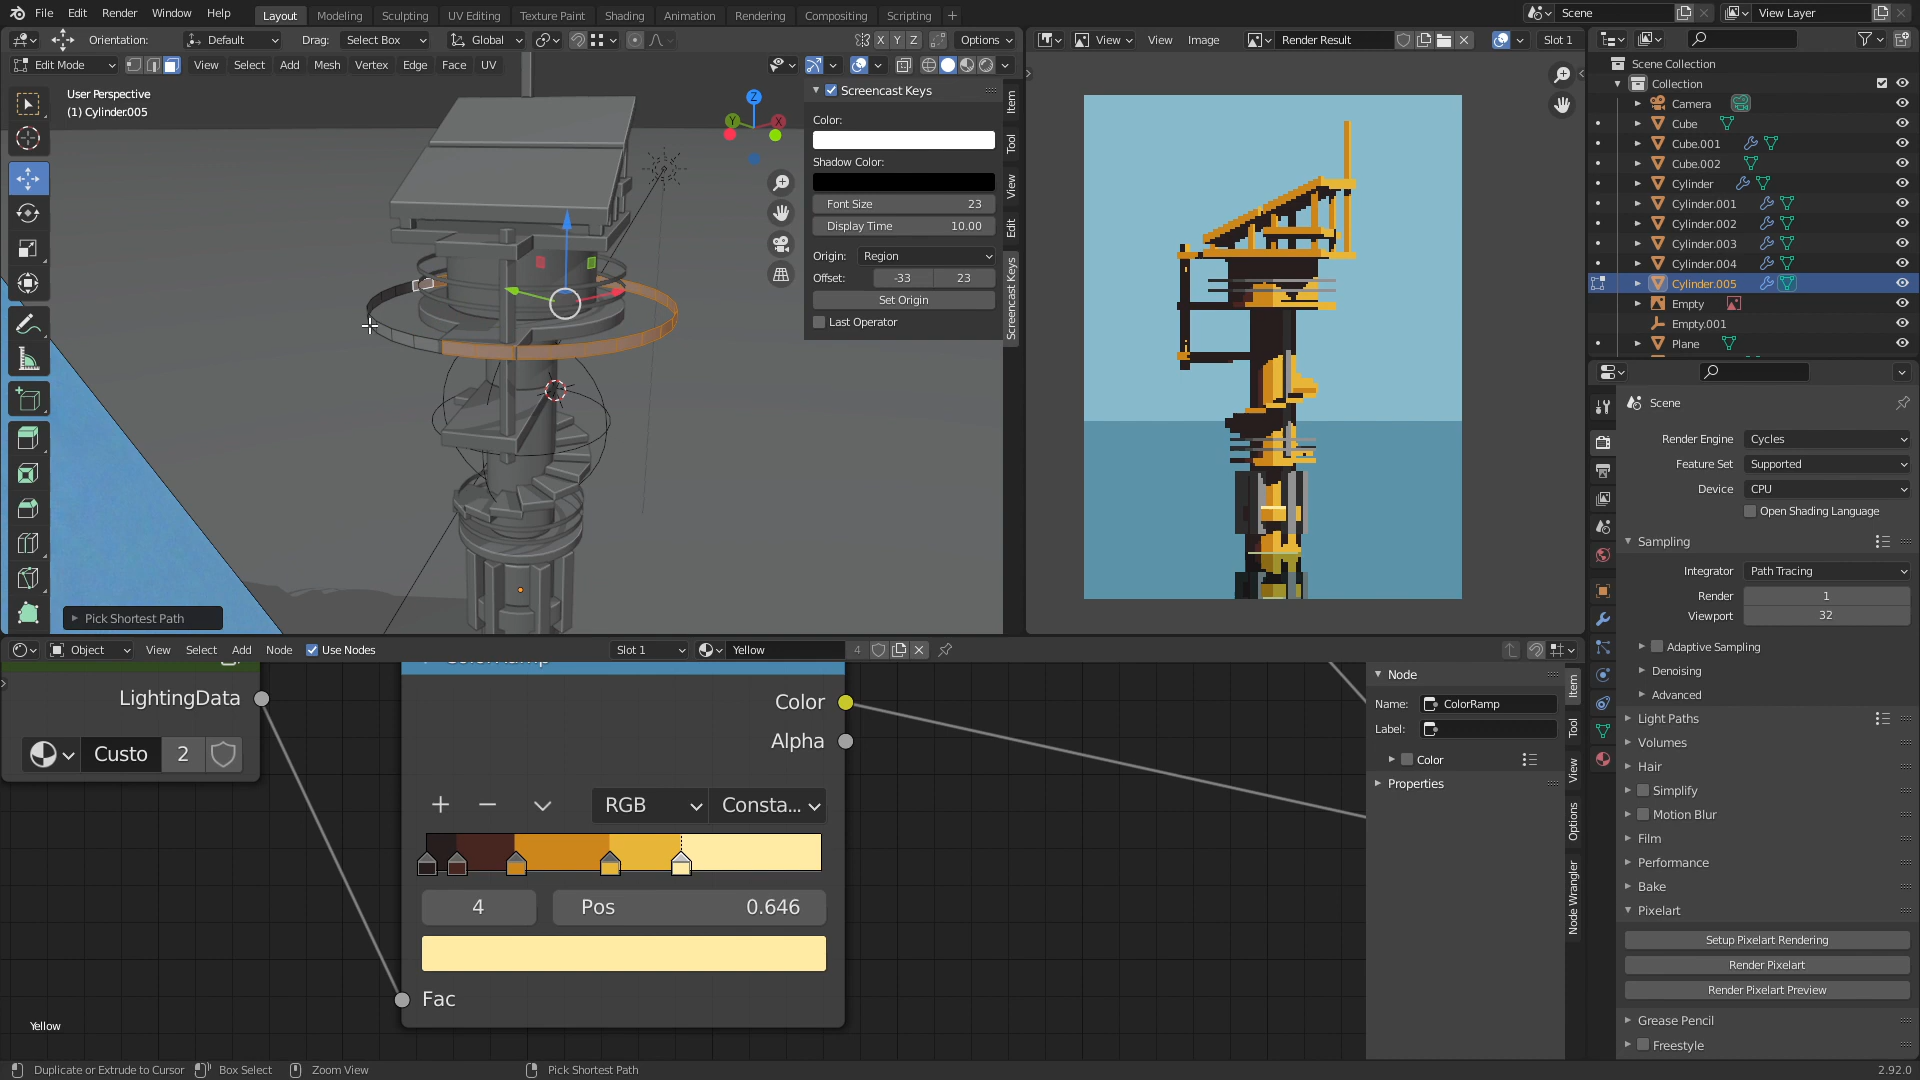 File Edit Render Window Help Layout Modeling Sculpting UV Editing Texture Paint Shading Animation Rendering Compositing Scripting + Scene View Layer
Orientation: Default Drag: Select Box Global X Y Z Options View View Image Render Result Slot 1
Edit Mode View Select Add Mesh Vertex Edge Face UV
User Perspective
(1) Cylinder.005
Z
Y
X
Screencast Keys
Color:
Shadow Color:
Font Size 23
Display Time 10.00
Origin: Region
Offset: -33 23
Set Origin
Last Operator
Item
Tool
View
Edit
Screencast Keys
Pick Shortest Path
Scene Collection
Collection
Camera
Cube
Cube.001
Cube.002
Cylinder
Cylinder.001
Cylinder.002
Cylinder.003
Cylinder.004
Cylinder.005
Empty
Empty.001
Plane
Scene
Render Engine Cycles
Feature Set Supported
Device CPU
Open Shading Language
Sampling
Integrator Path Tracing
Render 1
Viewport 32
Adaptive Sampling
Denoising
Advanced
Light Paths
Volumes
Hair
Simplify
Motion Blur
Film
Performance
Bake
Pixelart
Setup Pixelart Rendering
Render Pixelart
Render Pixelart Preview
Grease Pencil
Freestyle
Object View Select Add Node Use Nodes Slot 1 Yellow 4
LightingData
Custo 2
Color
Alpha
+ − RGB Consta...
4 Pos 0.646
Fac
Yellow
Node
Name: ColorRamp
Label:
Color
Properties
Item
Tool
View
Options
Node Wrangler
Duplicate or Extrude to Cursor Box Select Zoom View Pick Shortest Path 2.92.0